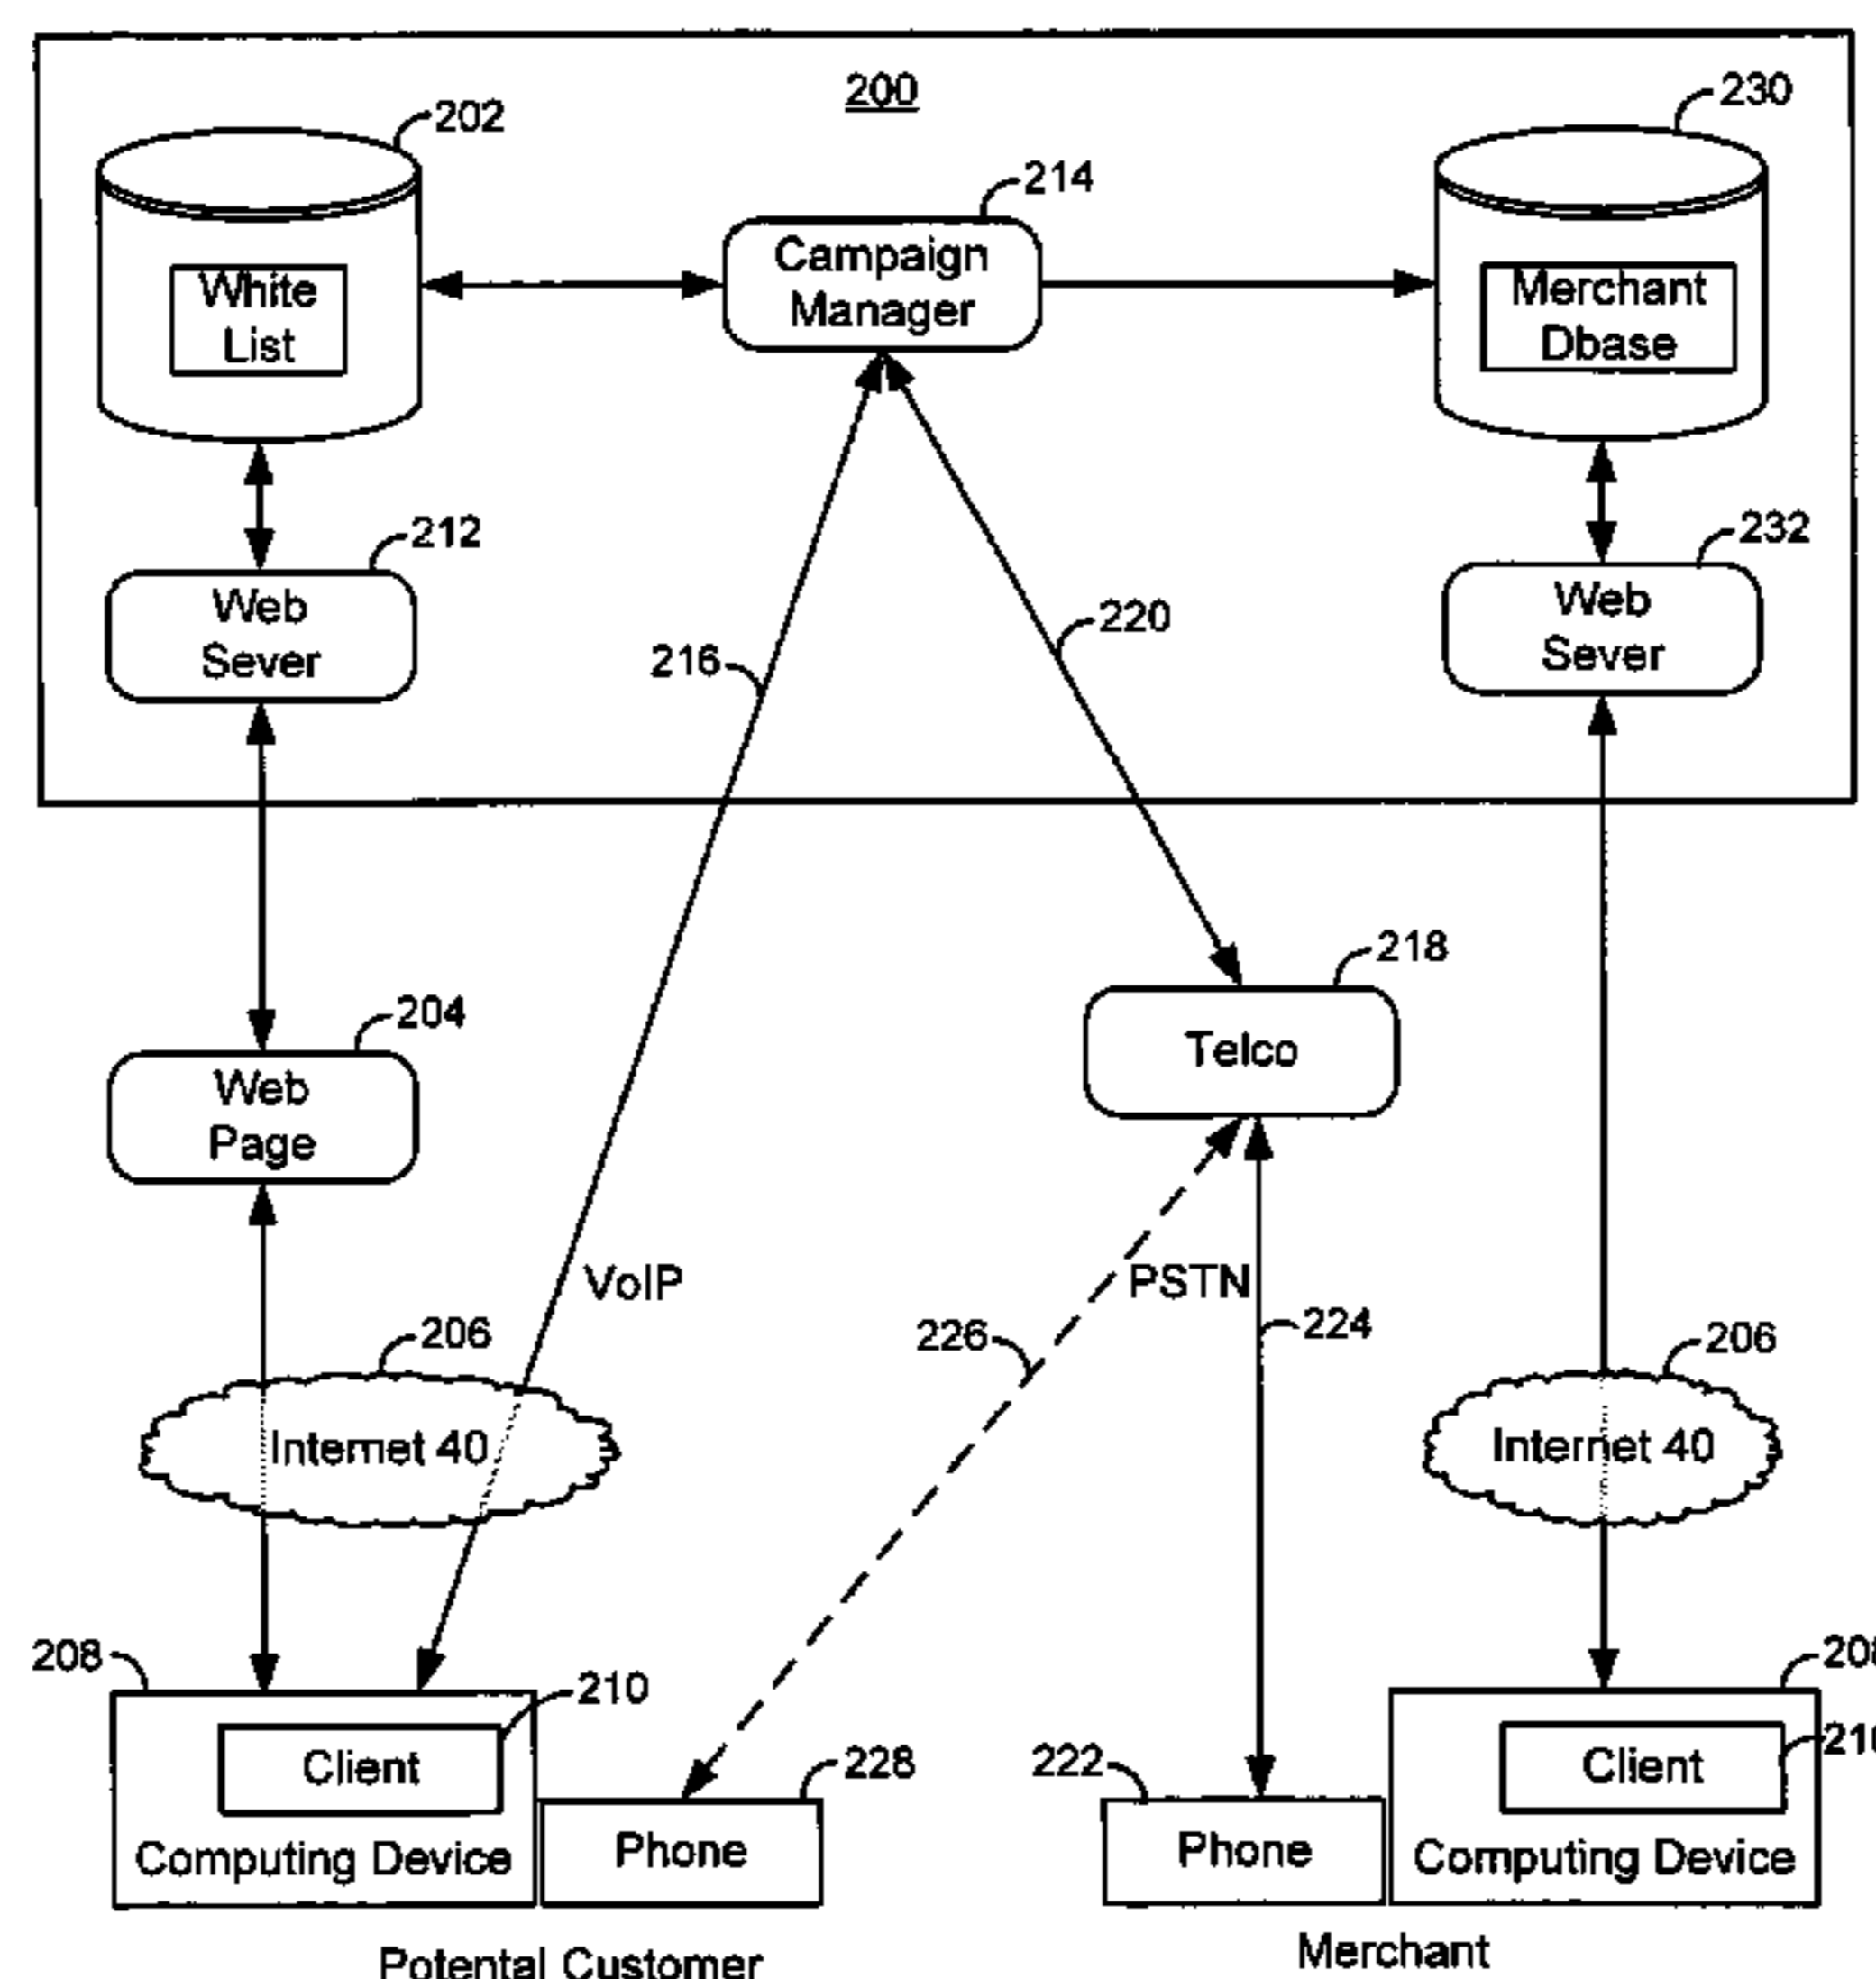 200
202
230
214
White
List
Campaign
Manager
Merchant
Dbase
212
232
Web
Sever
Web
Sever
216
220
204
218
Web
Page
Telco
VoIP
PSTN
206
226
224
206
Internet 40
Internet 40
208
210
228
222
208
210
Client
Client
Computing Device
Phone
Phone
Computing Device
Potental Customer
Merchant